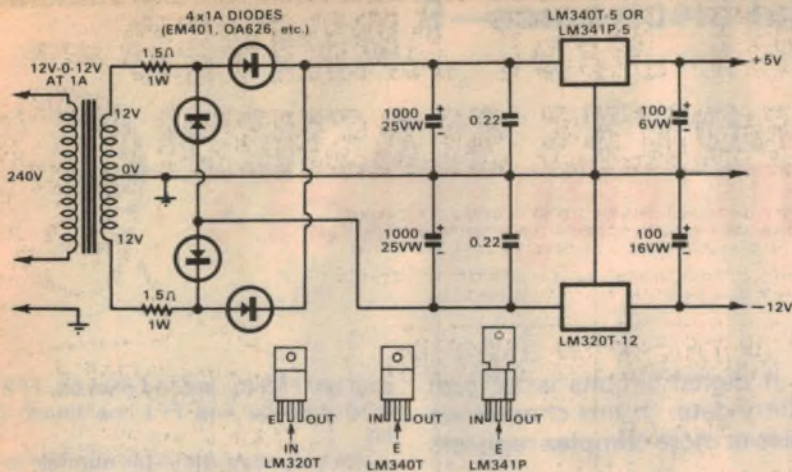 4x1A DIODES
(EM401, OA626, etc.)
LM340T-5 OR
LM341P-5
12V-0-12V
AT 1A
1.5Ω
1W
+5V
12V
1000
25VW
0.22
100
6VW
240V
0V
12V
1000
25VW
0.22
100
16VW
1.5Ω
1W
-12V
LM320T-12
E OUT
IN
LM320T
IN OUT
E
LM340T
IN OUT
E
LM341P